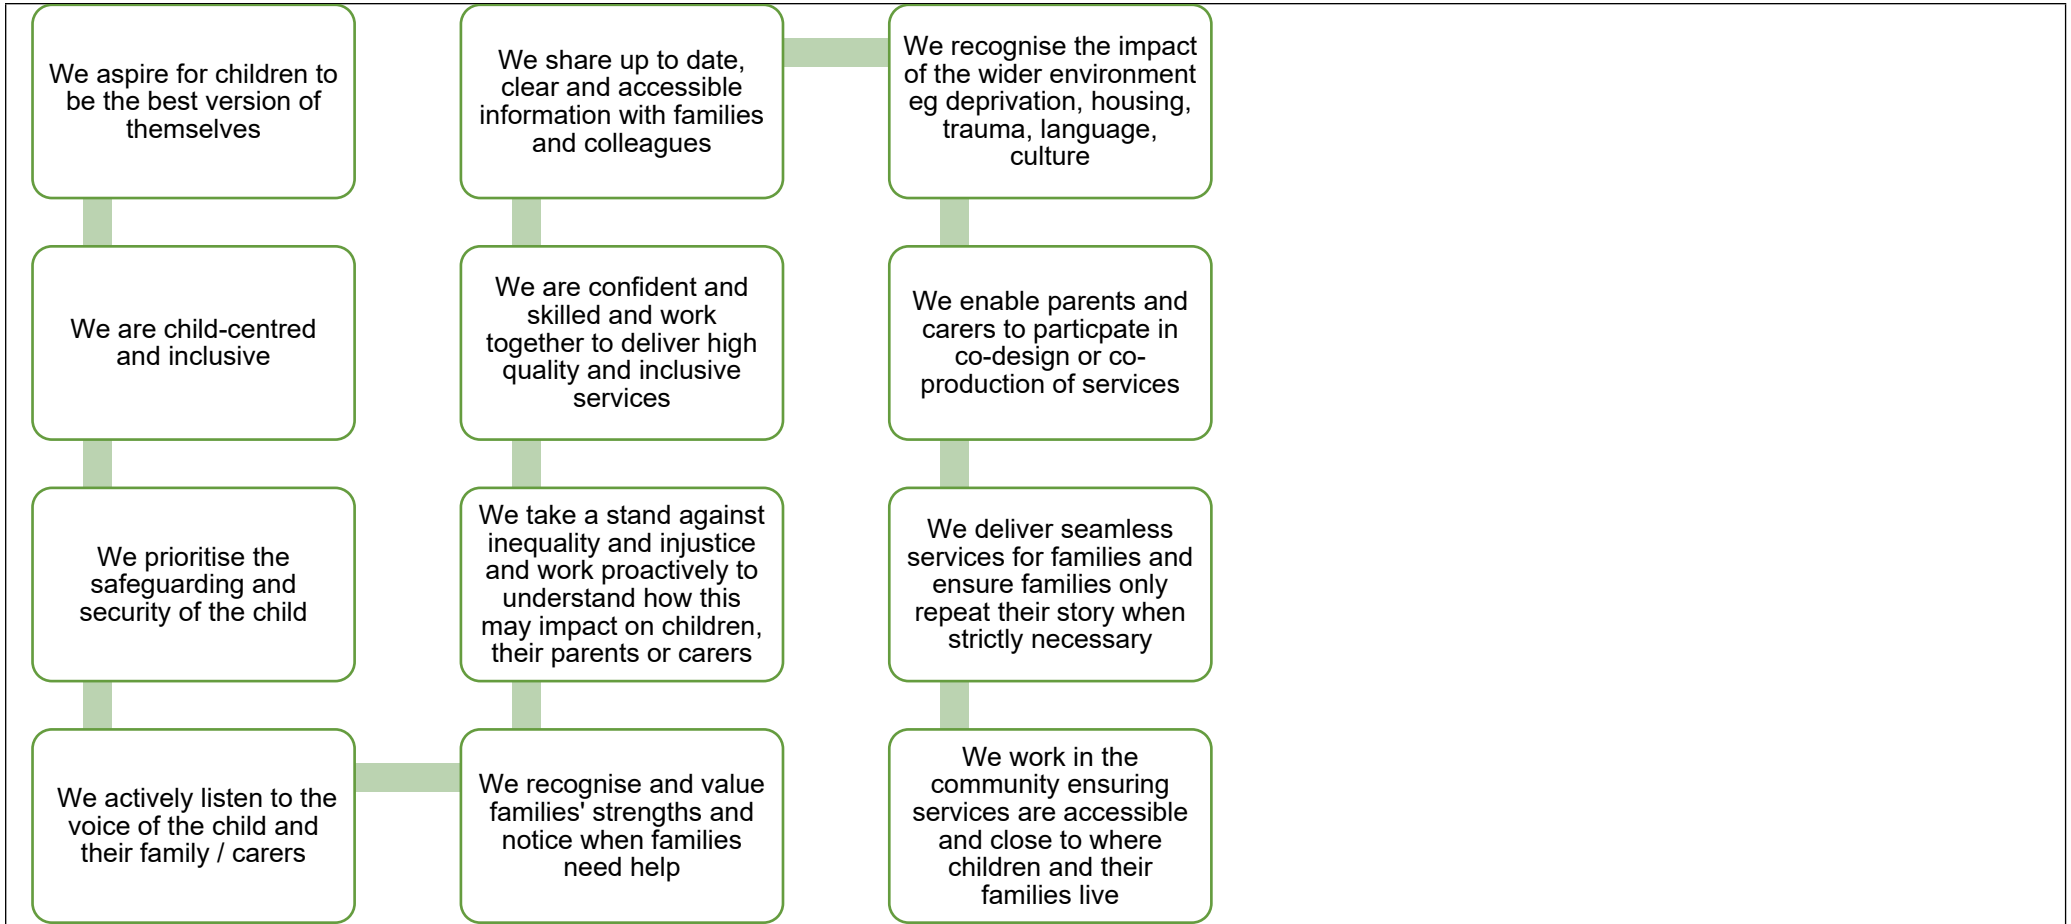 We aspire for children to
be the best version of
themselves
We are child-centred
and inclusive
We prioritise the
safeguarding and
security of the child
We actively listen to the
voice of the child and
their family / carers
We recognise and value
families' strengths and
notice when families
need help
We take a stand against
inequality and injustice
and work proactively to
understand how this
may impact on children,
their parents or carers
We are confident and
skilled and work
together to deliver high
quality and inclusive
services
We share up to date,
clear and accessible
information with families
and colleagues
We recognise the impact
of the wider environment
eg deprivation, housing,
trauma, language,
culture
We enable parents and
carers to particpate in
co-design or co-
production of services
We deliver seamless
services for families and
ensure families only
repeat their story when
strictly necessary
We work in the
community ensuring
services are accessible
and close to where
children and their
families live